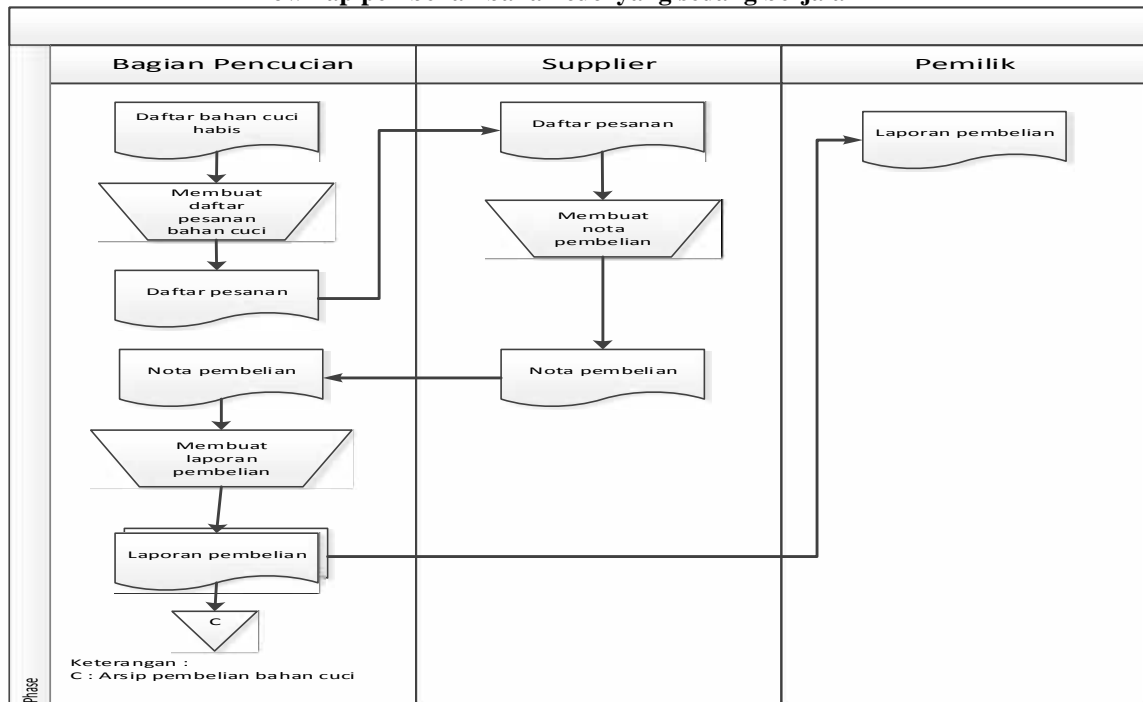 Bagian Pencucian
Supplier
Pemilik
Daftar bahan cuci
habis
Membuat
daftar
pesanan
bahan cuci
Daftar pesanan
Nota pembelian
Membuat
laporan
pembelian
Laporan pembelian
C
Keterangan :
C : Arsip pembelian bahan cuci
Daftar pesanan
Membuat
nota
pembelian
Nota pembelian
Laporan pembelian
Phase